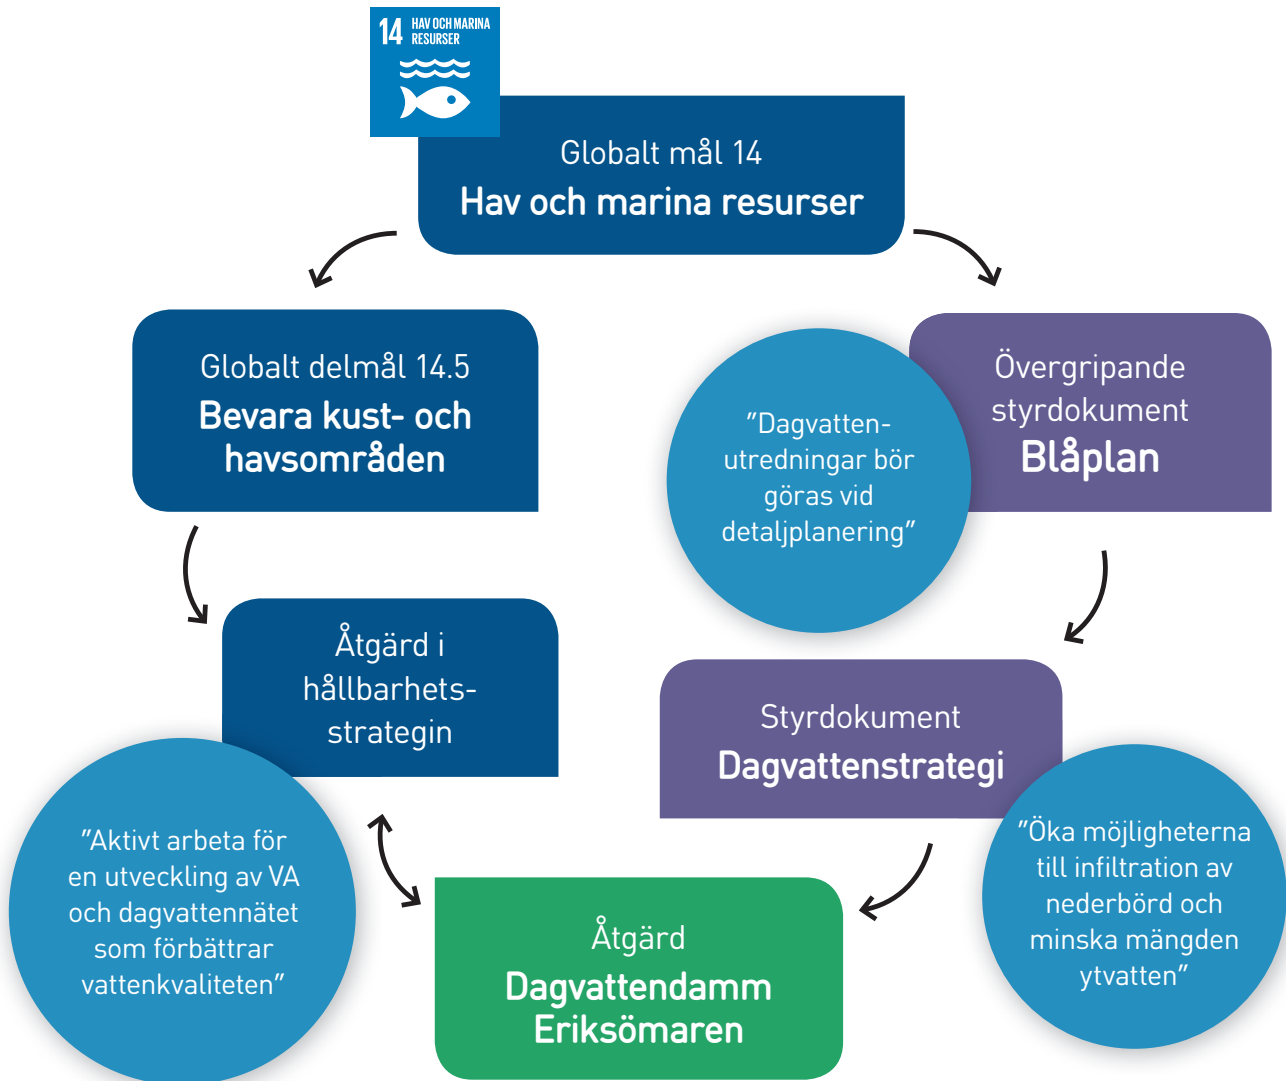 14 HAV OCH MARINA
RESURSER
Globalt mål 14
Hav och marina resurser
Globalt delmål 14.5
Bevara kust- och
havsområden
”Dagvatten-
utredningar bör
göras vid
detaljplanering”
Övergripande
styrdokument
Blåplan
Åtgärd i
hållbarhets-
strategin
Styrdokument
Dagvattenstrategi
”Aktivt arbeta för
en utveckling av VA
och dagvattennätet
som förbättrar
vattenkvaliteten”
”Öka möjligheterna
till infiltration av
nederbörd och
minska mängden
ytvatten”
Åtgärd
Dagvattendamm
Eriksömaren